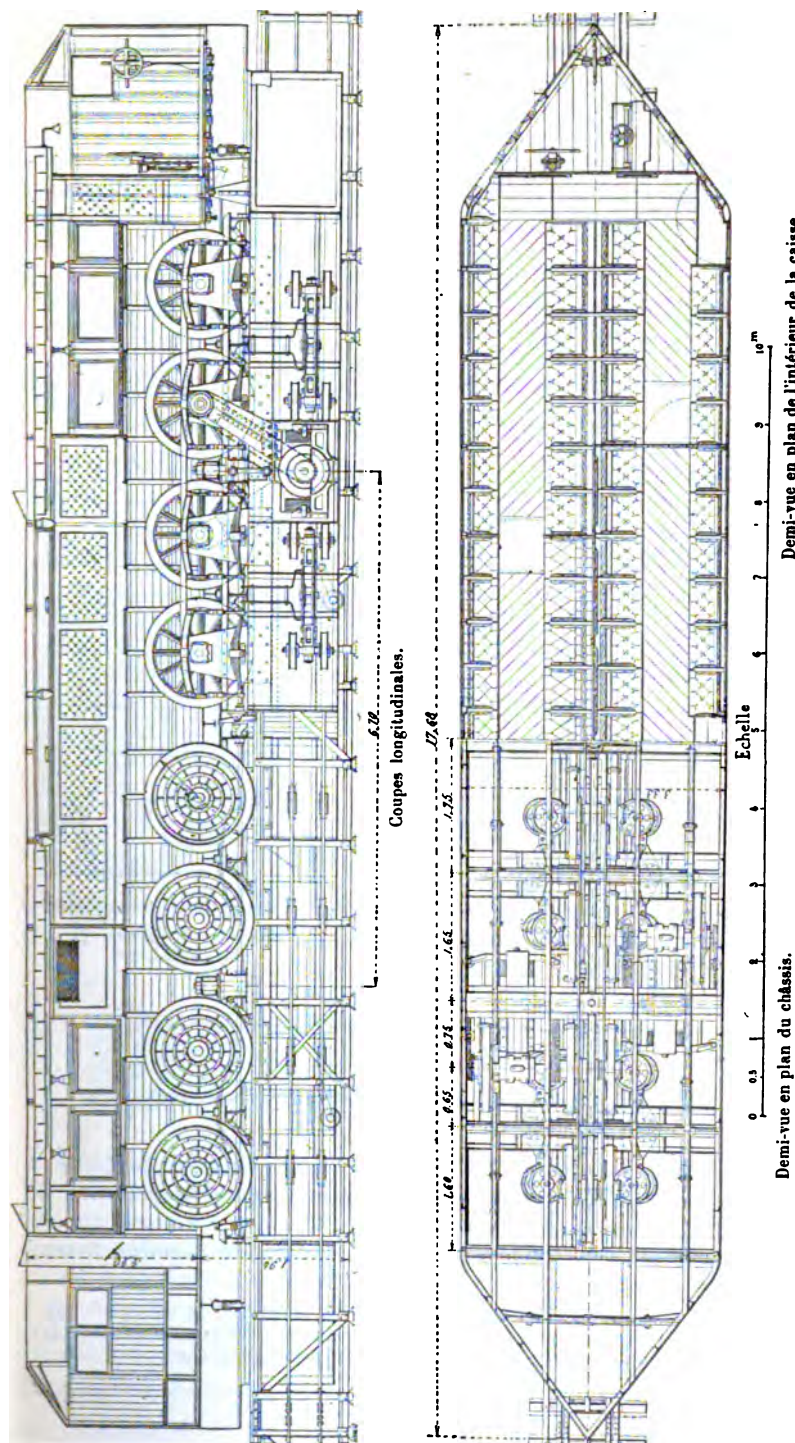 6.70
Coupes longitudinales.
17,60
1.75
1.65
0.75
0.65
1.60
Echelle
0 0.5 1 2 3 4 5 6 7 8 9 10 m
Demi-vue en plan du châssis.
Demi-vue en plan de l'intérieur de la caisse